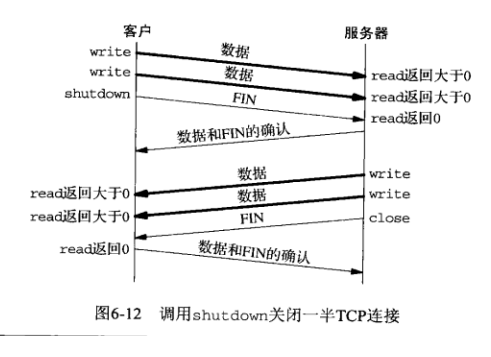 客户 服务器
write 数据
read返回大于0
write 数据
read返回大于0
shutdown FIN
read返回0
数据和FIN的确认
数据 write
read返回大于0
数据 write
read返回大于0
FIN close
read返回0 数据和FIN的确认
图6-12 调用shutdown关闭一半TCP连接